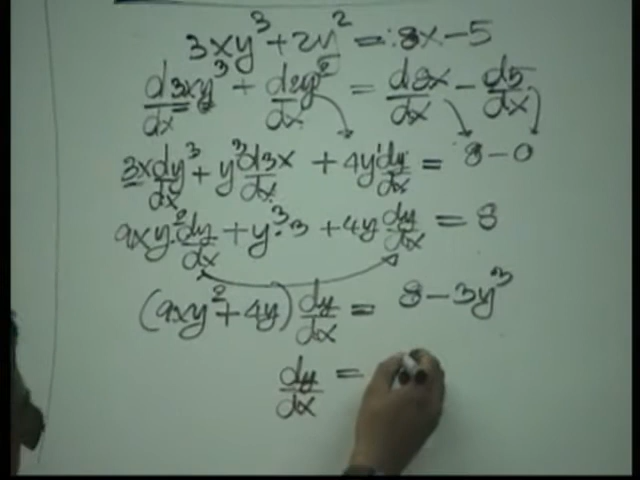 3xy³ + 2y² = 8x - 5
d3xy³/dx + d2y²/dx = d8x/dx - d5/dx
3x dy³/dx + y³ d3x/dx + 4y¹ dy/dx = 8 - 0
9xy² dy/dx + y³·3 + 4y dy/dx = 8
(9xy² + 4y) dy/dx = 8 - 3y³
dy/dx =